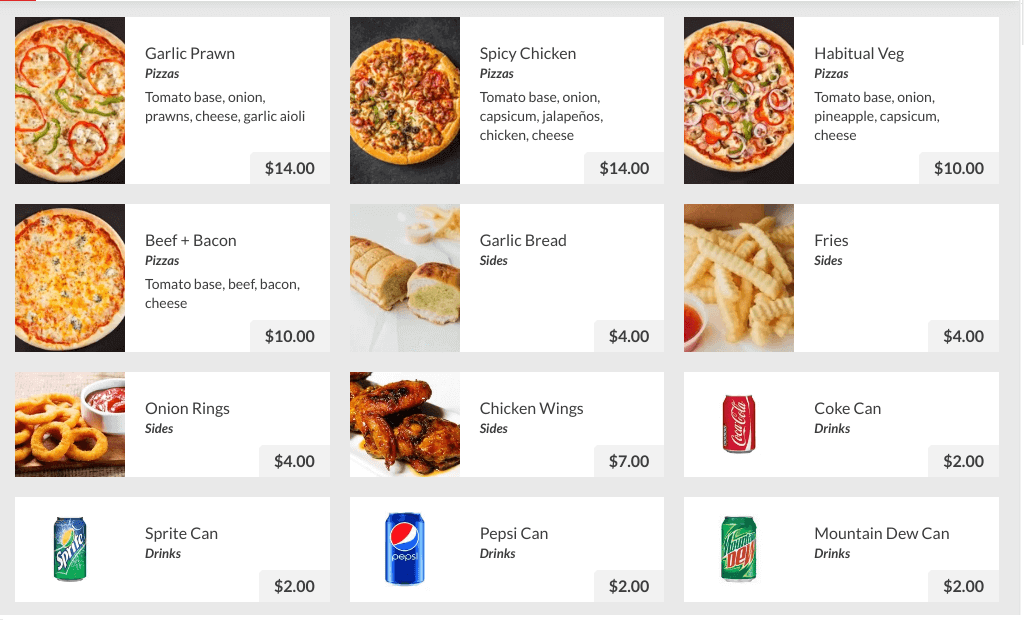 Garlic Prawn
Pizzas
Tomato base, onion,
prawns, cheese, garlic aioli
$14.00
Spicy Chicken
Pizzas
Tomato base, onion,
capsicum, jalapeños,
chicken, cheese
$14.00
Habitual Veg
Pizzas
Tomato base, onion,
pineapple, capsicum,
cheese
$10.00
Beef + Bacon
Pizzas
Tomato base, beef, bacon,
cheese
$10.00
Garlic Bread
Sides
$4.00
Fries
Sides
$4.00
Onion Rings
Sides
$4.00
Chicken Wings
Sides
$7.00
Coca-Cola
Coke Can
Drinks
$2.00
Sprite
Sprite Can
Drinks
$2.00
pepsi
Pepsi Can
Drinks
$2.00
Mountain
Dew
Mountain Dew Can
Drinks
$2.00